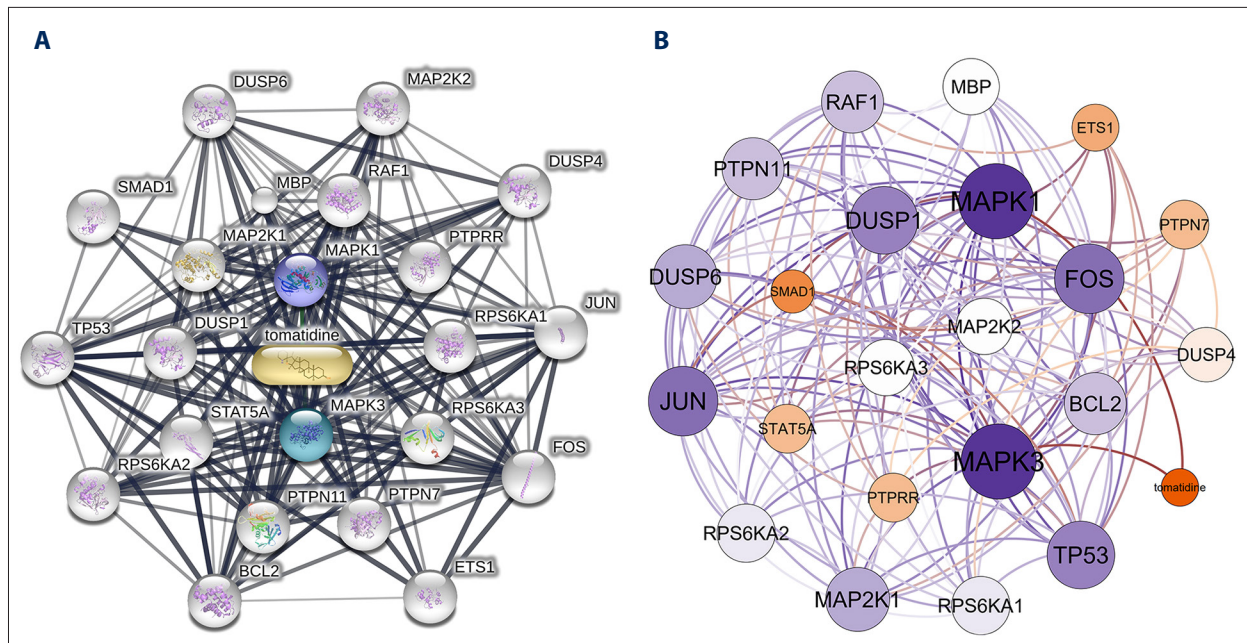 A
DUSP6
MAP2K2
DUSP4
SMAD1
MBP
RAF1
MAP2K1
MAPK1
PTPRR
TP53
DUSP1
tomatidine
RPS6KA1
JUN
STAT5A
MAPK3
RPS6KA3
FOS
RPS6KA2
PTPN11
PTPN7
BCL2
ETS1
B
RAF1
MBP
ETS1
PTPN11
MAPK1
DUSP1
PTPN7
DUSP6
FOS
SMAD1
MAP2K2
DUSP4
RPS6KA3
JUN
BCL2
STAT5A
MAPK3
PTPRR
tomatidine
RPS6KA2
TP53
MAP2K1
RPS6KA1